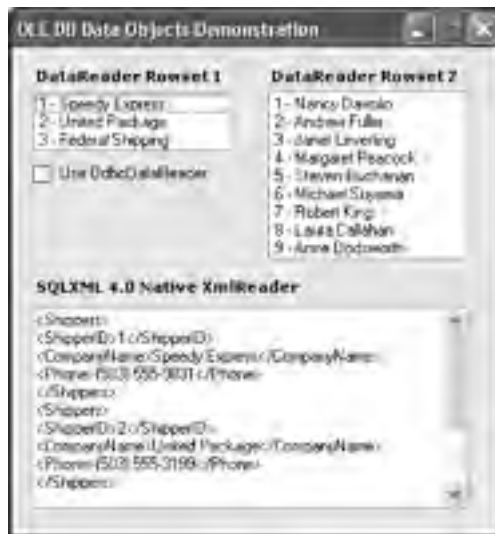 OLE DB Data Objects Demonstration
DataReader Rowset 1
1 - Speedy Express
2 - United Package
3 - Federal Shipping
Use OdbcDataReader
DataReader Rowset 2
1 - Nancy Davolio
2 - Andrew Fuller
3 - Janet Leverling
4 - Margaret Peacock
5 - Steven Buchanan
6 - Michael Suyama
7 - Robert King
8 - Laura Callahan
9 - Anne Dodsworth
SQLXML 4.0 Native XmlReader
<Shippers>
<ShipperID>1</ShipperID>
<CompanyName>Speedy Express</CompanyName>
<Phone>(503) 555-9831</Phone>
</Shippers>
<Shippers>
<ShipperID>2</ShipperID>
<CompanyName>United Package</CompanyName>
<Phone>(503) 555-3199</Phone>
</Shippers>